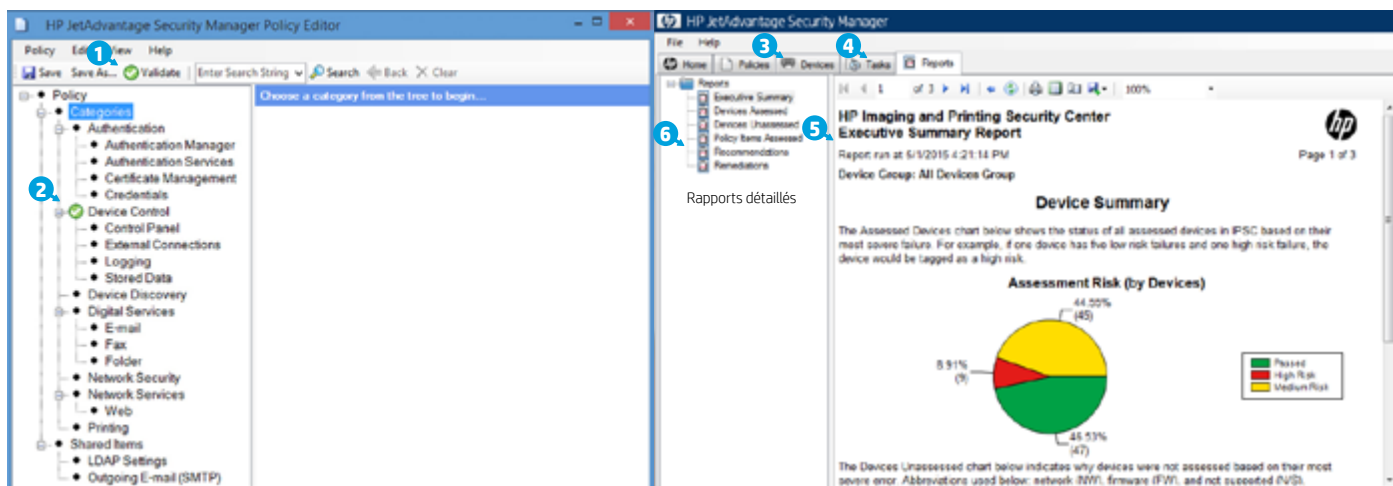 HP JetAdvantage Security Manager Policy Editor
Policy Edit View Help
1
Save Save As... Validate Enter Search String Search Back Clear
Policy
Choose a category from the tree to begin...
Categories
Authentication
Authentication Manager
Authentication Services
Certificate Management
Credentials
2
Device Control
Control Panel
External Connections
Logging
Stored Data
Device Discovery
Digital Services
E-mail
Fax
Folder
Network Security
Network Services
Web
Printing
Shared Items
LDAP Settings
Outgoing E-mail (SMTP)
HP JetAdvantage Security Manager
File Help
3
4
Home Policies Devices Tasks Reports
Reports
Executive Summary
Devices Assessed
Devices Unassessed
Policy Items Assessed
Recommendations
Remediations
5
6
Rapports détaillés
1 of 3 100%
HP Imaging and Printing Security Center
Executive Summary Report
hp
Report run at 5/1/2015 4:21:14 PM
Page 1 of 3
Device Group: All Devices Group
Device Summary
The Assessed Devices chart below shows the status of all assessed devices in IPSC based on their
most severe failure. For example, if one device has five low risk failures and one high risk failure, the
device would be tagged as a high risk.
Assessment Risk (by Devices)
44.55%
(45)
8.91%
(9)
46.53%
(47)
Passed
High Risk
Medium Risk
The Devices Unassessed chart below indicates why devices were not assessed based on their most
severe error. Abbreviations used below: network (NW), firmware (FW), and not supported (N/S).